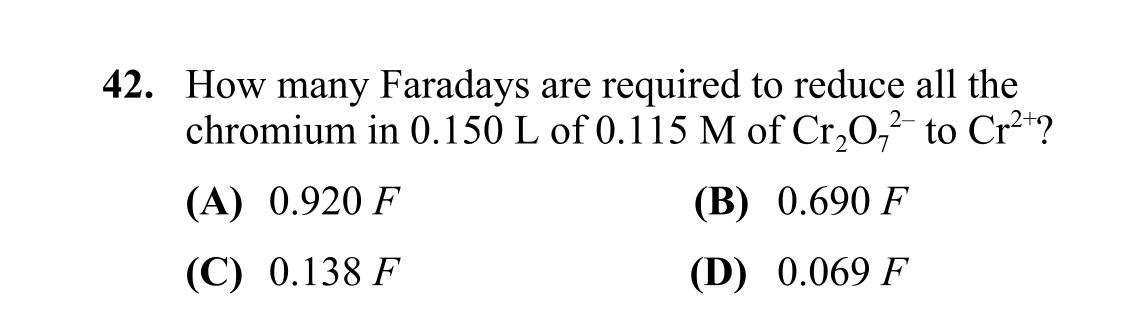 42. How many Faradays are required to reduce all the
chromium in 0.150 L of 0.115 M of Cr₂O₇²⁻ to Cr²⁺?
(A) 0.920 F (B) 0.690 F
(C) 0.138 F (D) 0.069 F